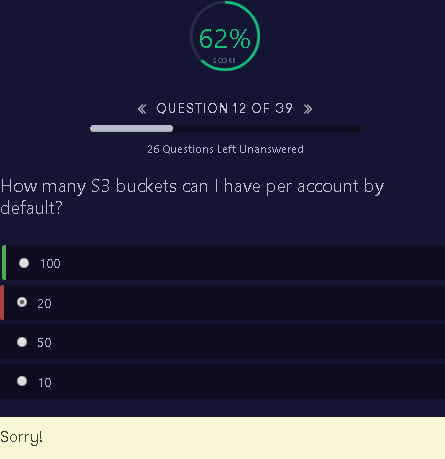 62%
SCORE
« QUESTION 12 OF 39 »
26 Questions Left Unanswered
How many S3 buckets can I have per account by
default?
100
20
50
10
Sorry!